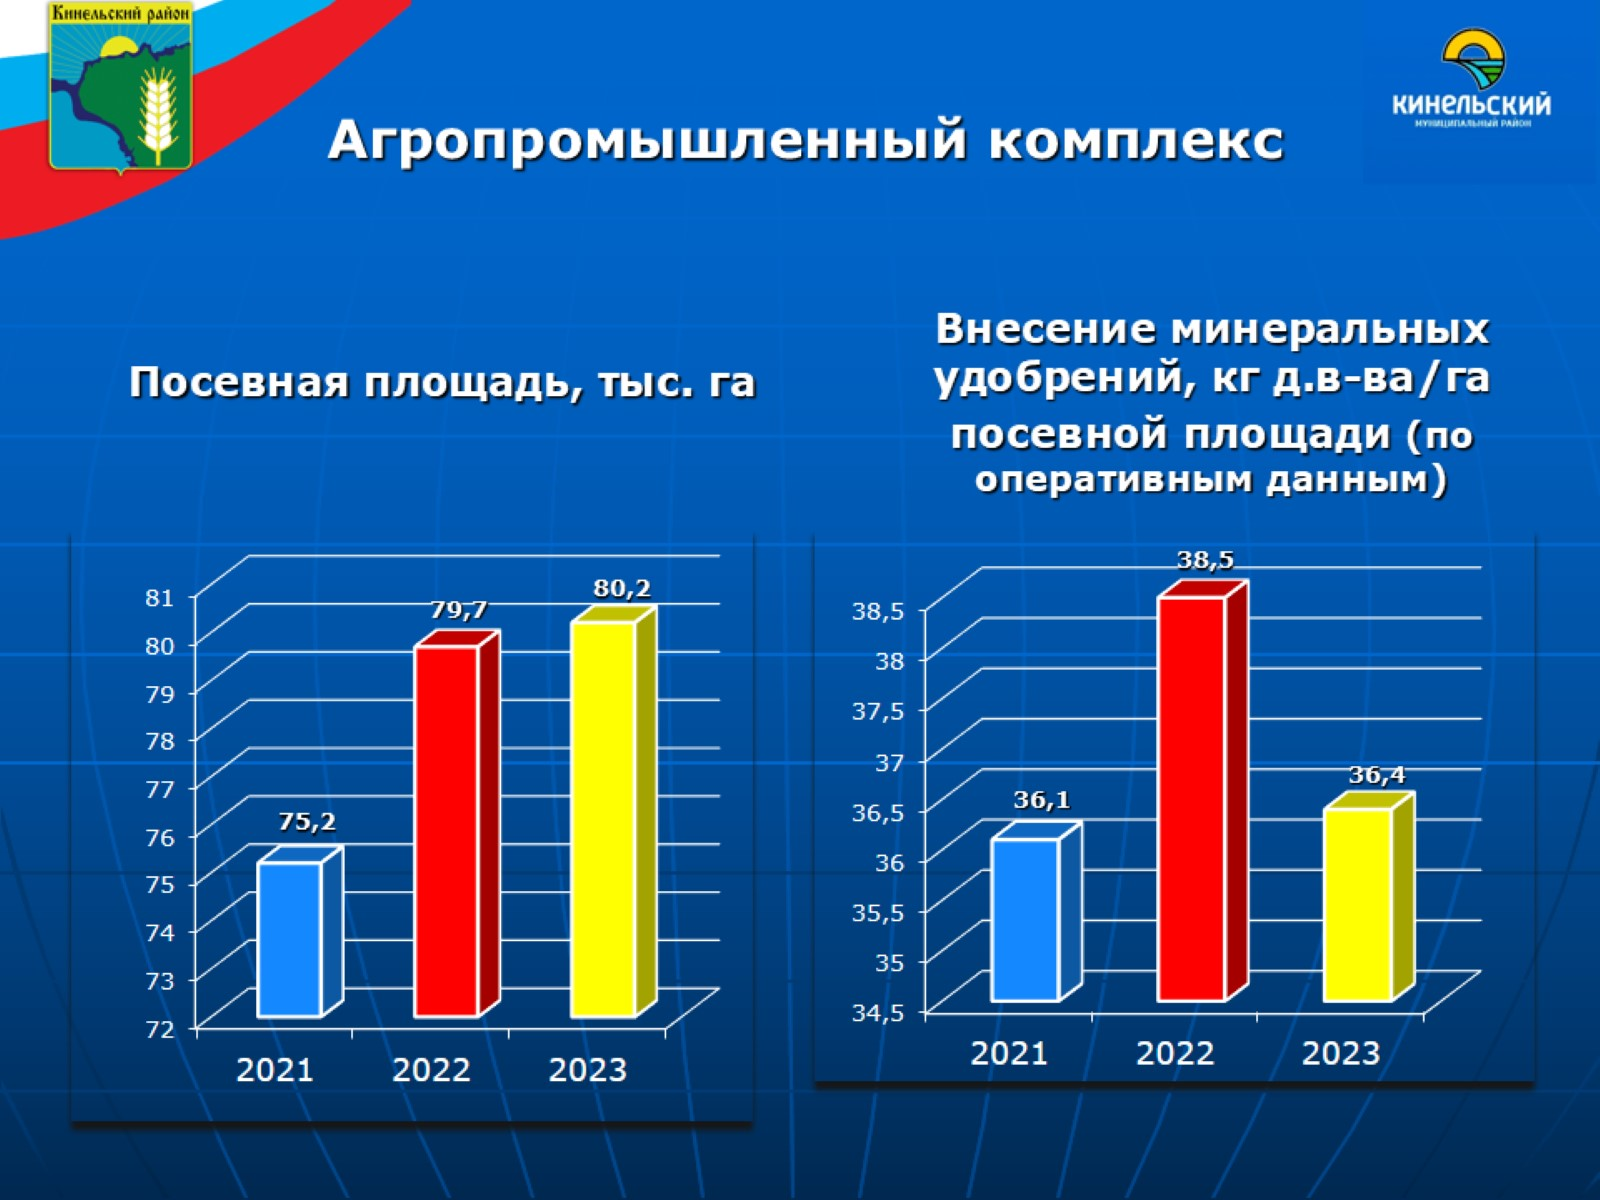 Кинельский район
КИНЕЛЬСКИЙ
МУНИЦИПАЛЬНЫЙ РАЙОН
Агропромышленный комплекс
Посевная площадь, тыс. га
81
80
79
78
77
76
75
74
73
72
75,2
79,7
80,2
2021 2022 2023
Внесение минеральных
удобрений, кг д.в-ва/га
посевной площади (по
оперативным данным)
38,5
38
37,5
37
36,5
36
35,5
35
34,5
36,1
38,5
36,4
2021 2022 2023